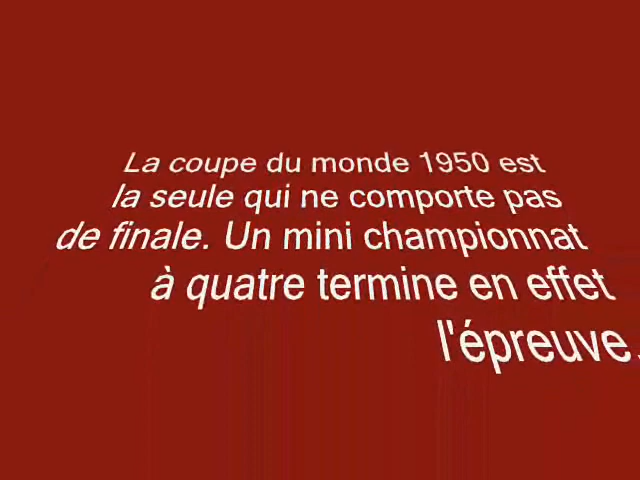 La coupe du monde 1950 est
la seule qui ne comporte pas
de finale. Un mini championnat
à quatre termine en effet
l'épreuve.